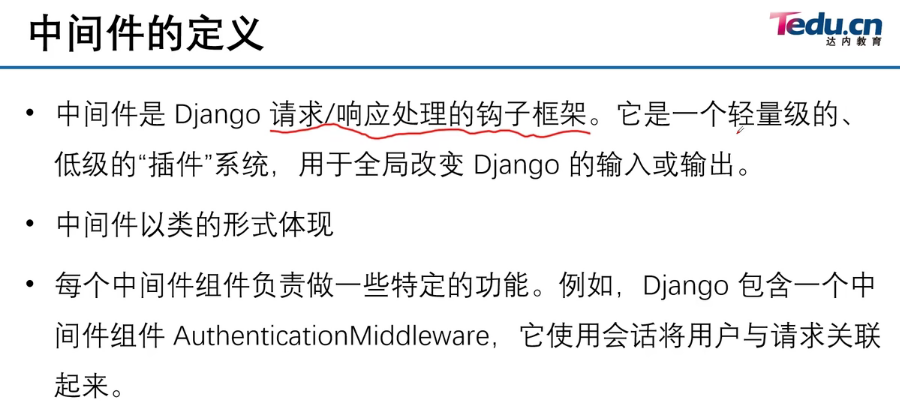 中间件的定义
Tedu.cn
达内教育
• 中间件是 Django 请求/响应处理的钩子框架。它是一个轻量级的、
低级的“插件”系统，用于全局改变 Django 的输入或输出。
• 中间件以类的形式体现
• 每个中间件组件负责做一些特定的功能。例如，Django 包含一个中
间件组件 AuthenticationMiddleware，它使用会话将用户与请求关联
起来。